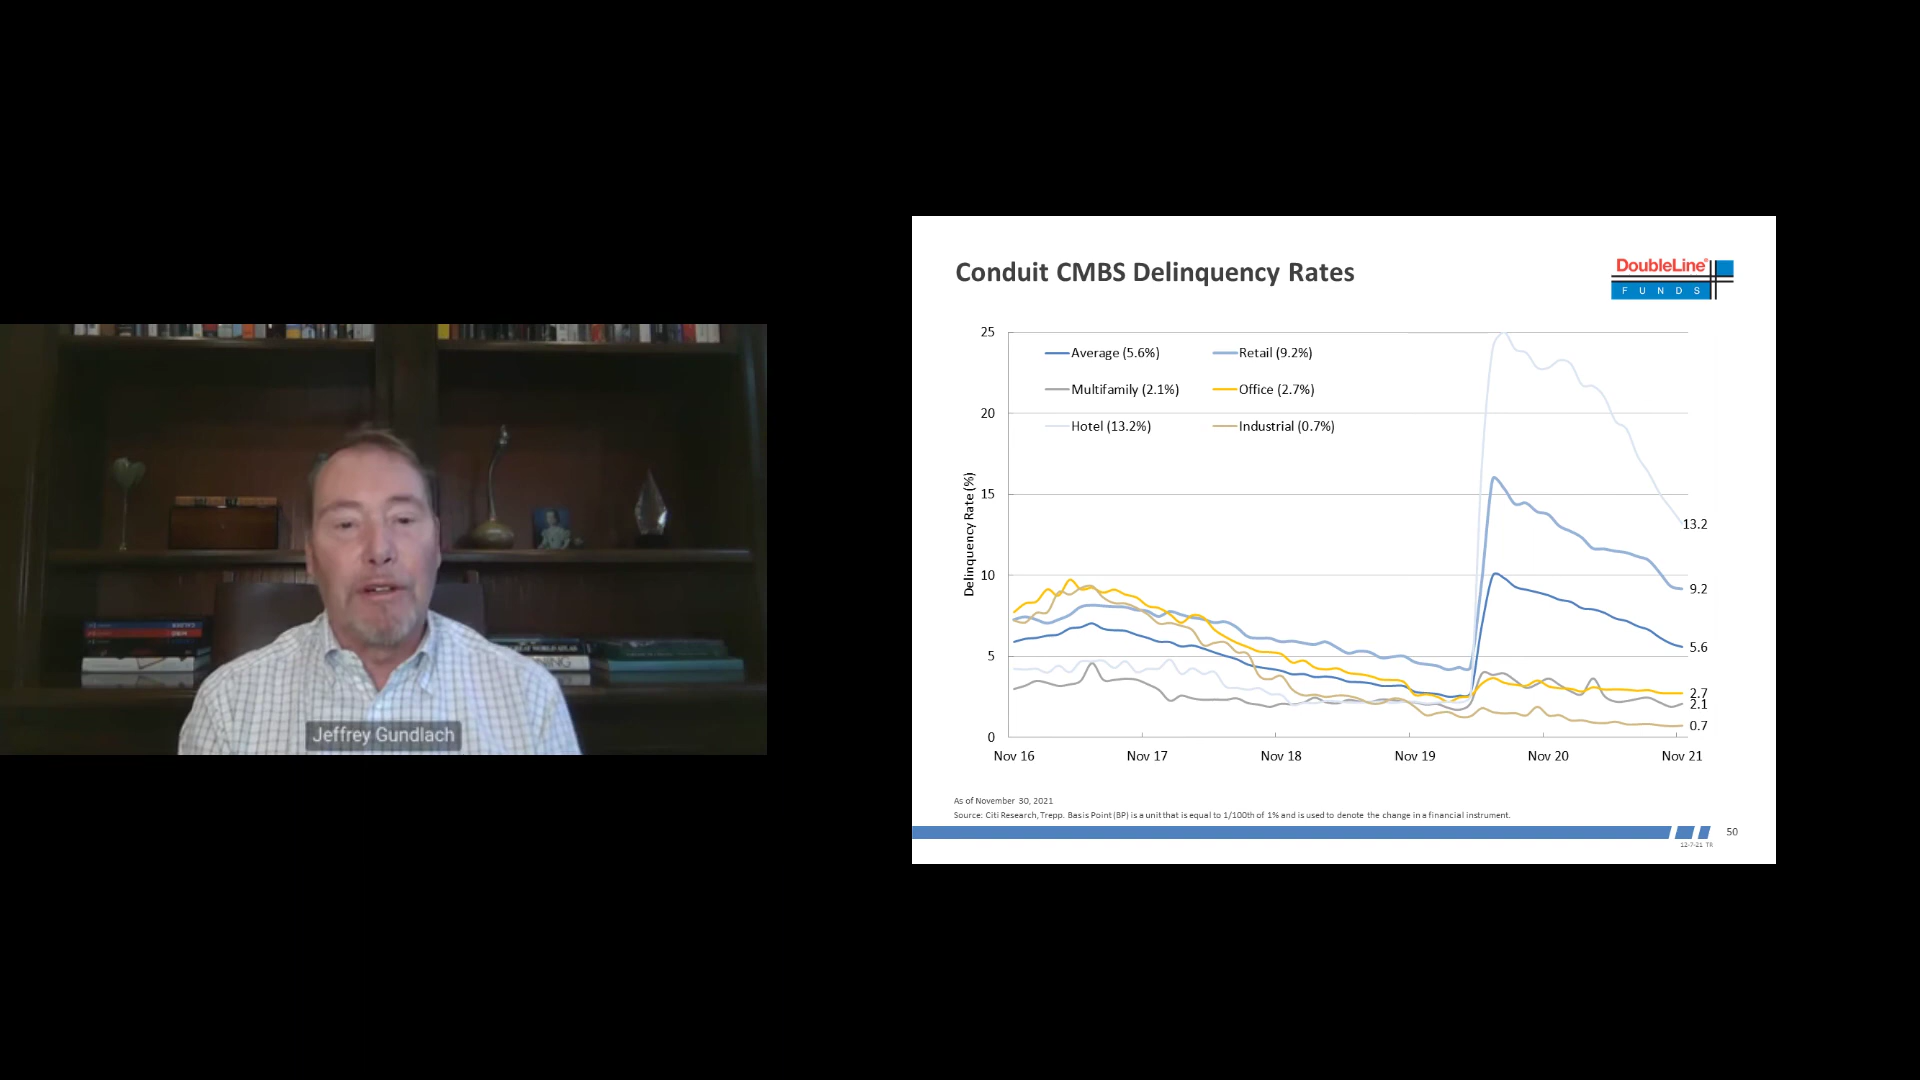 Jeffrey Gundlach
Conduit CMBS Delinquency Rates
DoubleLine®
FUNDS
Delinquency Rate (%)
25
20
15
10
5
0
Average (5.6%)
Retail (9.2%)
Multifamily (2.1%)
Office (2.7%)
Hotel (13.2%)
Industrial (0.7%)
13.2
9.2
5.6
2.7
2.1
0.7
Nov 16
Nov 17
Nov 18
Nov 19
Nov 20
Nov 21
As of November 30, 2021
Source: Citi Research, Trepp. Basis Point (BP) is a unit that is equal to 1/100th of 1% and is used to denote the change in a financial instrument.
50
12-7-21 TR